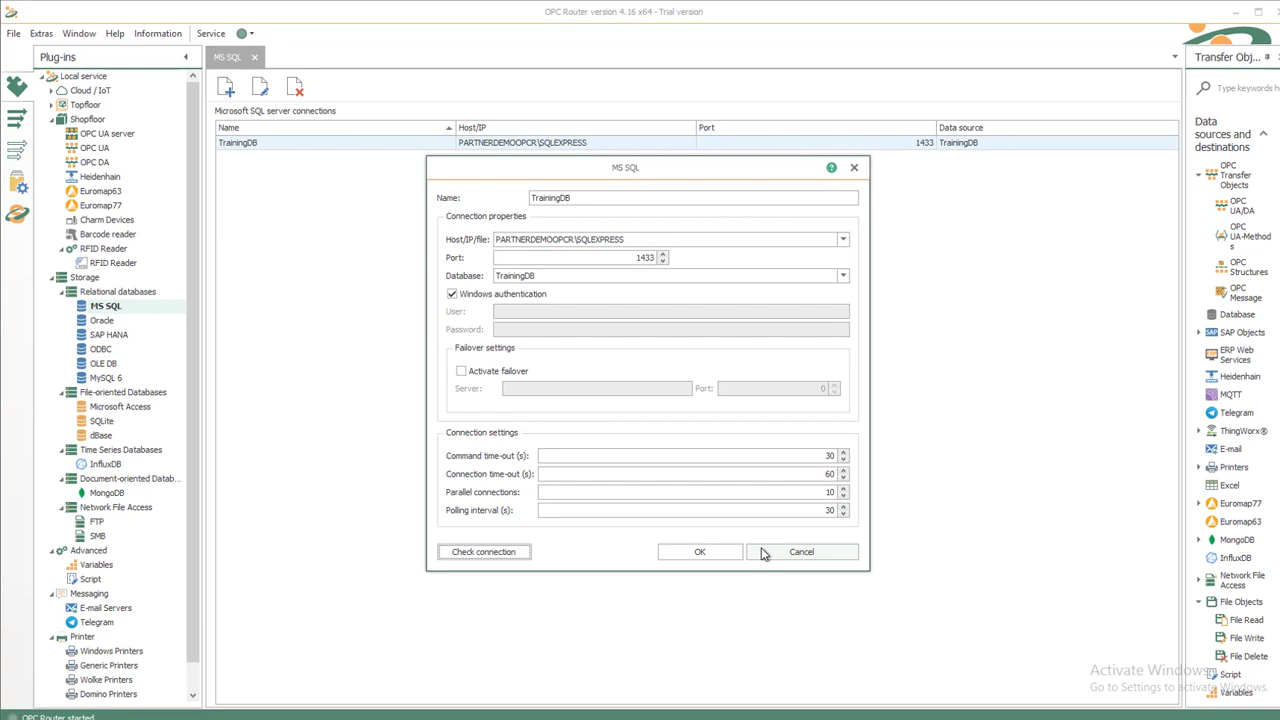 OPC Router version 4.16 x64 - Trial version
File Extras Window Help Information Service
Plug-ins
Local service
Cloud / IoT
Topfloor
Shopfloor
OPC UA server
OPC UA
OPC DA
Heidenhain
Euromap63
Euromap77
Charm Devices
Barcode reader
RFID Reader
RFID Reader
Storage
Relational databases
MS SQL
Oracle
SAP HANA
ODBC
OLE DB
MySQL 6
File-oriented Databases
Microsoft Access
SQLite
dBase
Time Series Databases
InfluxDB
Document-oriented Datab...
MongoDB
Network File Access
FTP
SMB
Advanced
Variables
Script
Messaging
E-mail Servers
Telegram
Printer
Windows Printers
Generic Printers
Wolke Printers
Domino Printers
MS SQL
Microsoft SQL server connections
Name Host/IP Port Data source
TrainingDB PARTNERDEMOOPCR\SQLEXPRESS 1433 TrainingDB
MS SQL
Name: TrainingDB
Connection properties
Host/IP/file: PARTNERDEMOOPCR\SQLEXPRESS
Port: 1433
Database: TrainingDB
Windows authentication
User:
Password:
Failover settings
Activate failover
Server: Port: 0
Connection settings
Command time-out (s): 30
Connection time-out (s): 60
Parallel connections: 10
Polling interval (s): 30
Check connection OK Cancel
Transfer Obj...
Type keywords h
Data
sources and
destinations
OPC
Transfer
Objects
OPC
UA/DA
OPC
UA-Method
s
OPC
Structures
OPC
Message
Database
SAP Objects
ERP Web
Services
Heidenhain
MQTT
Telegram
ThingWorx®
E-mail
Printers
Excel
Euromap77
Euromap63
MongoDB
InfluxDB
Network File
Access
File Objects
File Read
File Write
File Delete
Script
Variables
Activate Windows
Go to Settings to activate Windows.
OPC Router started